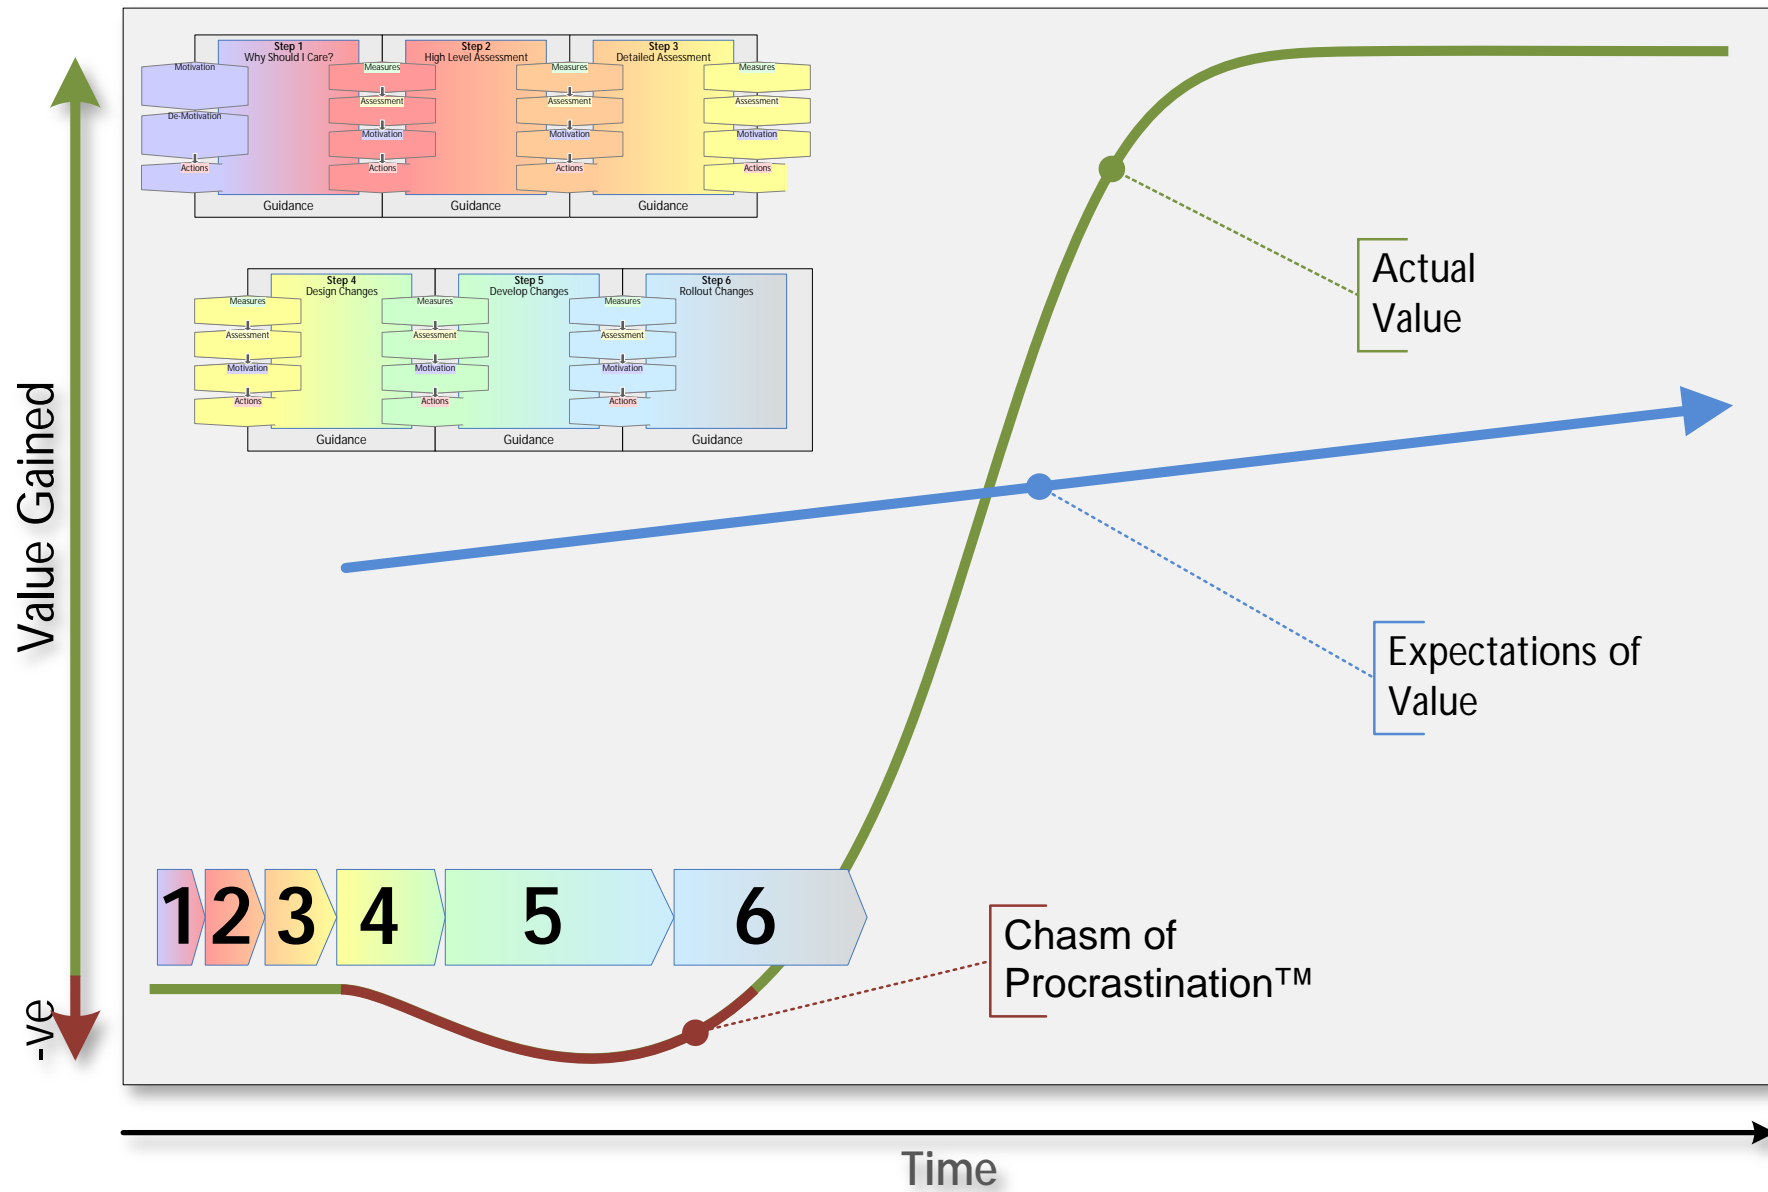 Step 1
Why Should I Care?
Step 2
High Level Assessment
Step 3
Detailed Assessment
Motivation
De-Motivation
Actions
Measures
Assessment
Motivation
Actions
Measures
Assessment
Motivation
Actions
Measures
Assessment
Motivation
Actions
Guidance
Guidance
Guidance
Step 4
Design Changes
Step 5
Develop Changes
Step 6
Rollout Changes
Measures
Assessment
Motivation
Actions
Measures
Assessment
Motivation
Actions
Measures
Assessment
Motivation
Actions
Guidance
Guidance
Guidance
Actual
Value
Expectations of
Value
Value Gained
-ve
1
2
3
4
5
6
Chasm of
Procrastination™
Time